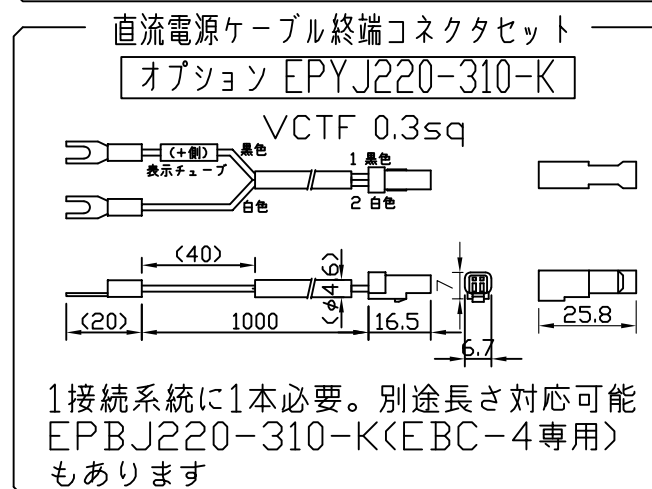 直流電源ケーブル終端コネクタセット
オプション EPYJ220-310-K
VCTF 0.3sq
(+側)
黒色
表示チューブ
白色
1 黒色
2 白色
(40)
(φ4.6)
7
(20)
1000
16.5
6.7
25.8
1接続系統に1本必要。別途長さ対応可能
EPBJ220-310-K(EBC-4専用)
もあります